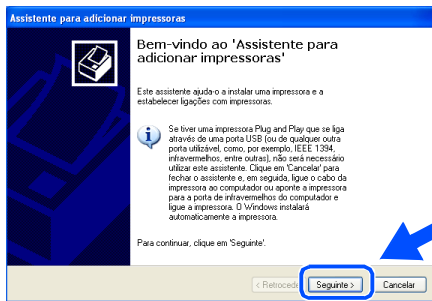 Assistente para adicionar impressoras
Bem-vindo ao 'Assistente para
adicionar impressoras'
Este assistente ajuda-o a instalar uma impressora e a
estabelecer ligações com impressoras.
Se tiver uma impressora Plug and Play que se liga
através de uma porta USB (ou de qualquer outra
porta utilizável, como, por exemplo, IEEE 1394,
infravermelhos, entre outras), não será necessário
utilizar este assistente. Clique em 'Cancelar' para
fechar o assistente e, em seguida, ligue o cabo da
impressora ao computador ou aponte a impressora
para a porta de infravermelhos do computador e
ligue a impressora. O Windows instalará
automaticamente a impressora.
Para continuar, clique em 'Seguinte'.
< Retroceder Seguinte > Cancelar